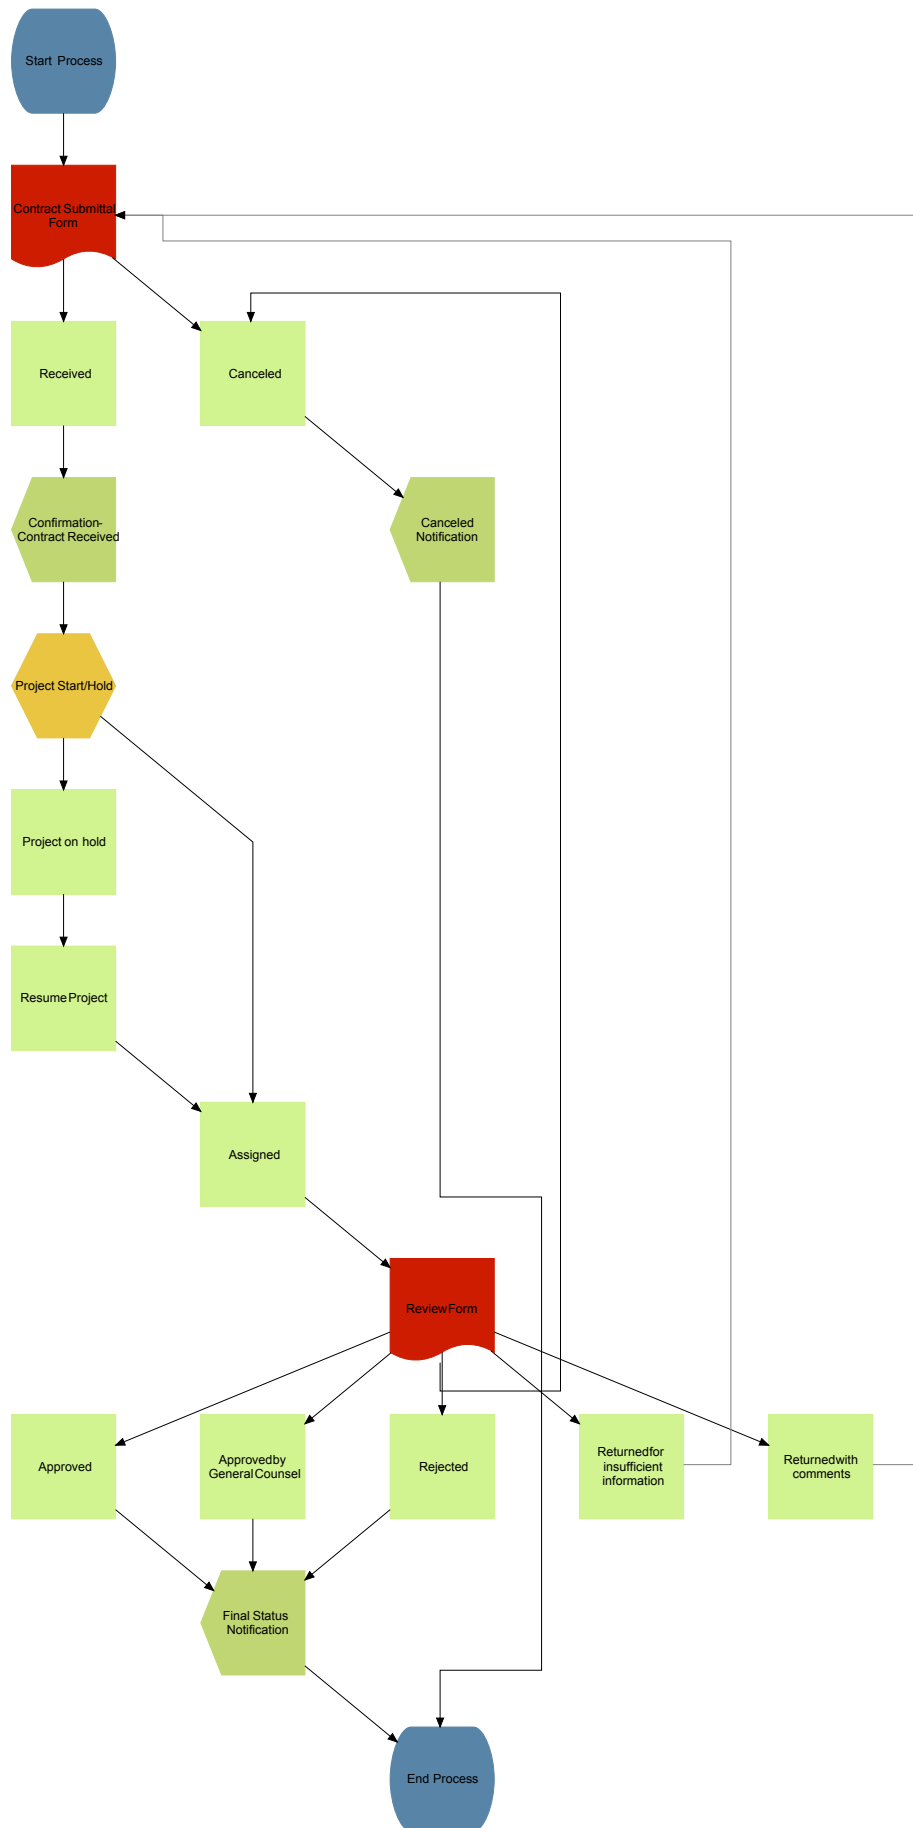 Start Process
Contract Submittal
Form
Received
Canceled
Confirmation-
Contract Received
Canceled
Notification
Project Start/Hold
Project on hold
Resume Project
Assigned
Review Form
Approved
Approved by
General Counsel
Rejected
Returned for
insufficient
information
Returned with
comments
Final Status
Notification
End Process